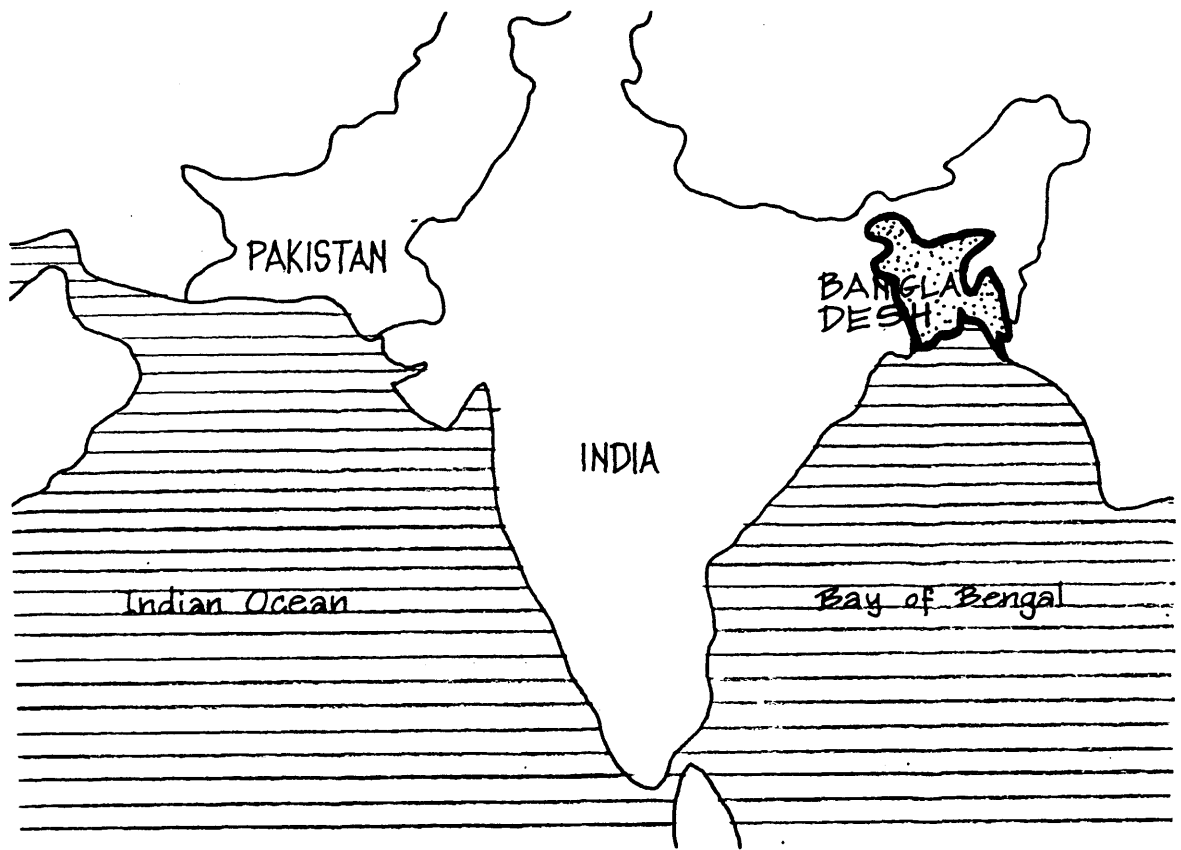 PAKISTAN
BANGLA
DESH
INDIA
Indian Ocean
Bay of Bengal